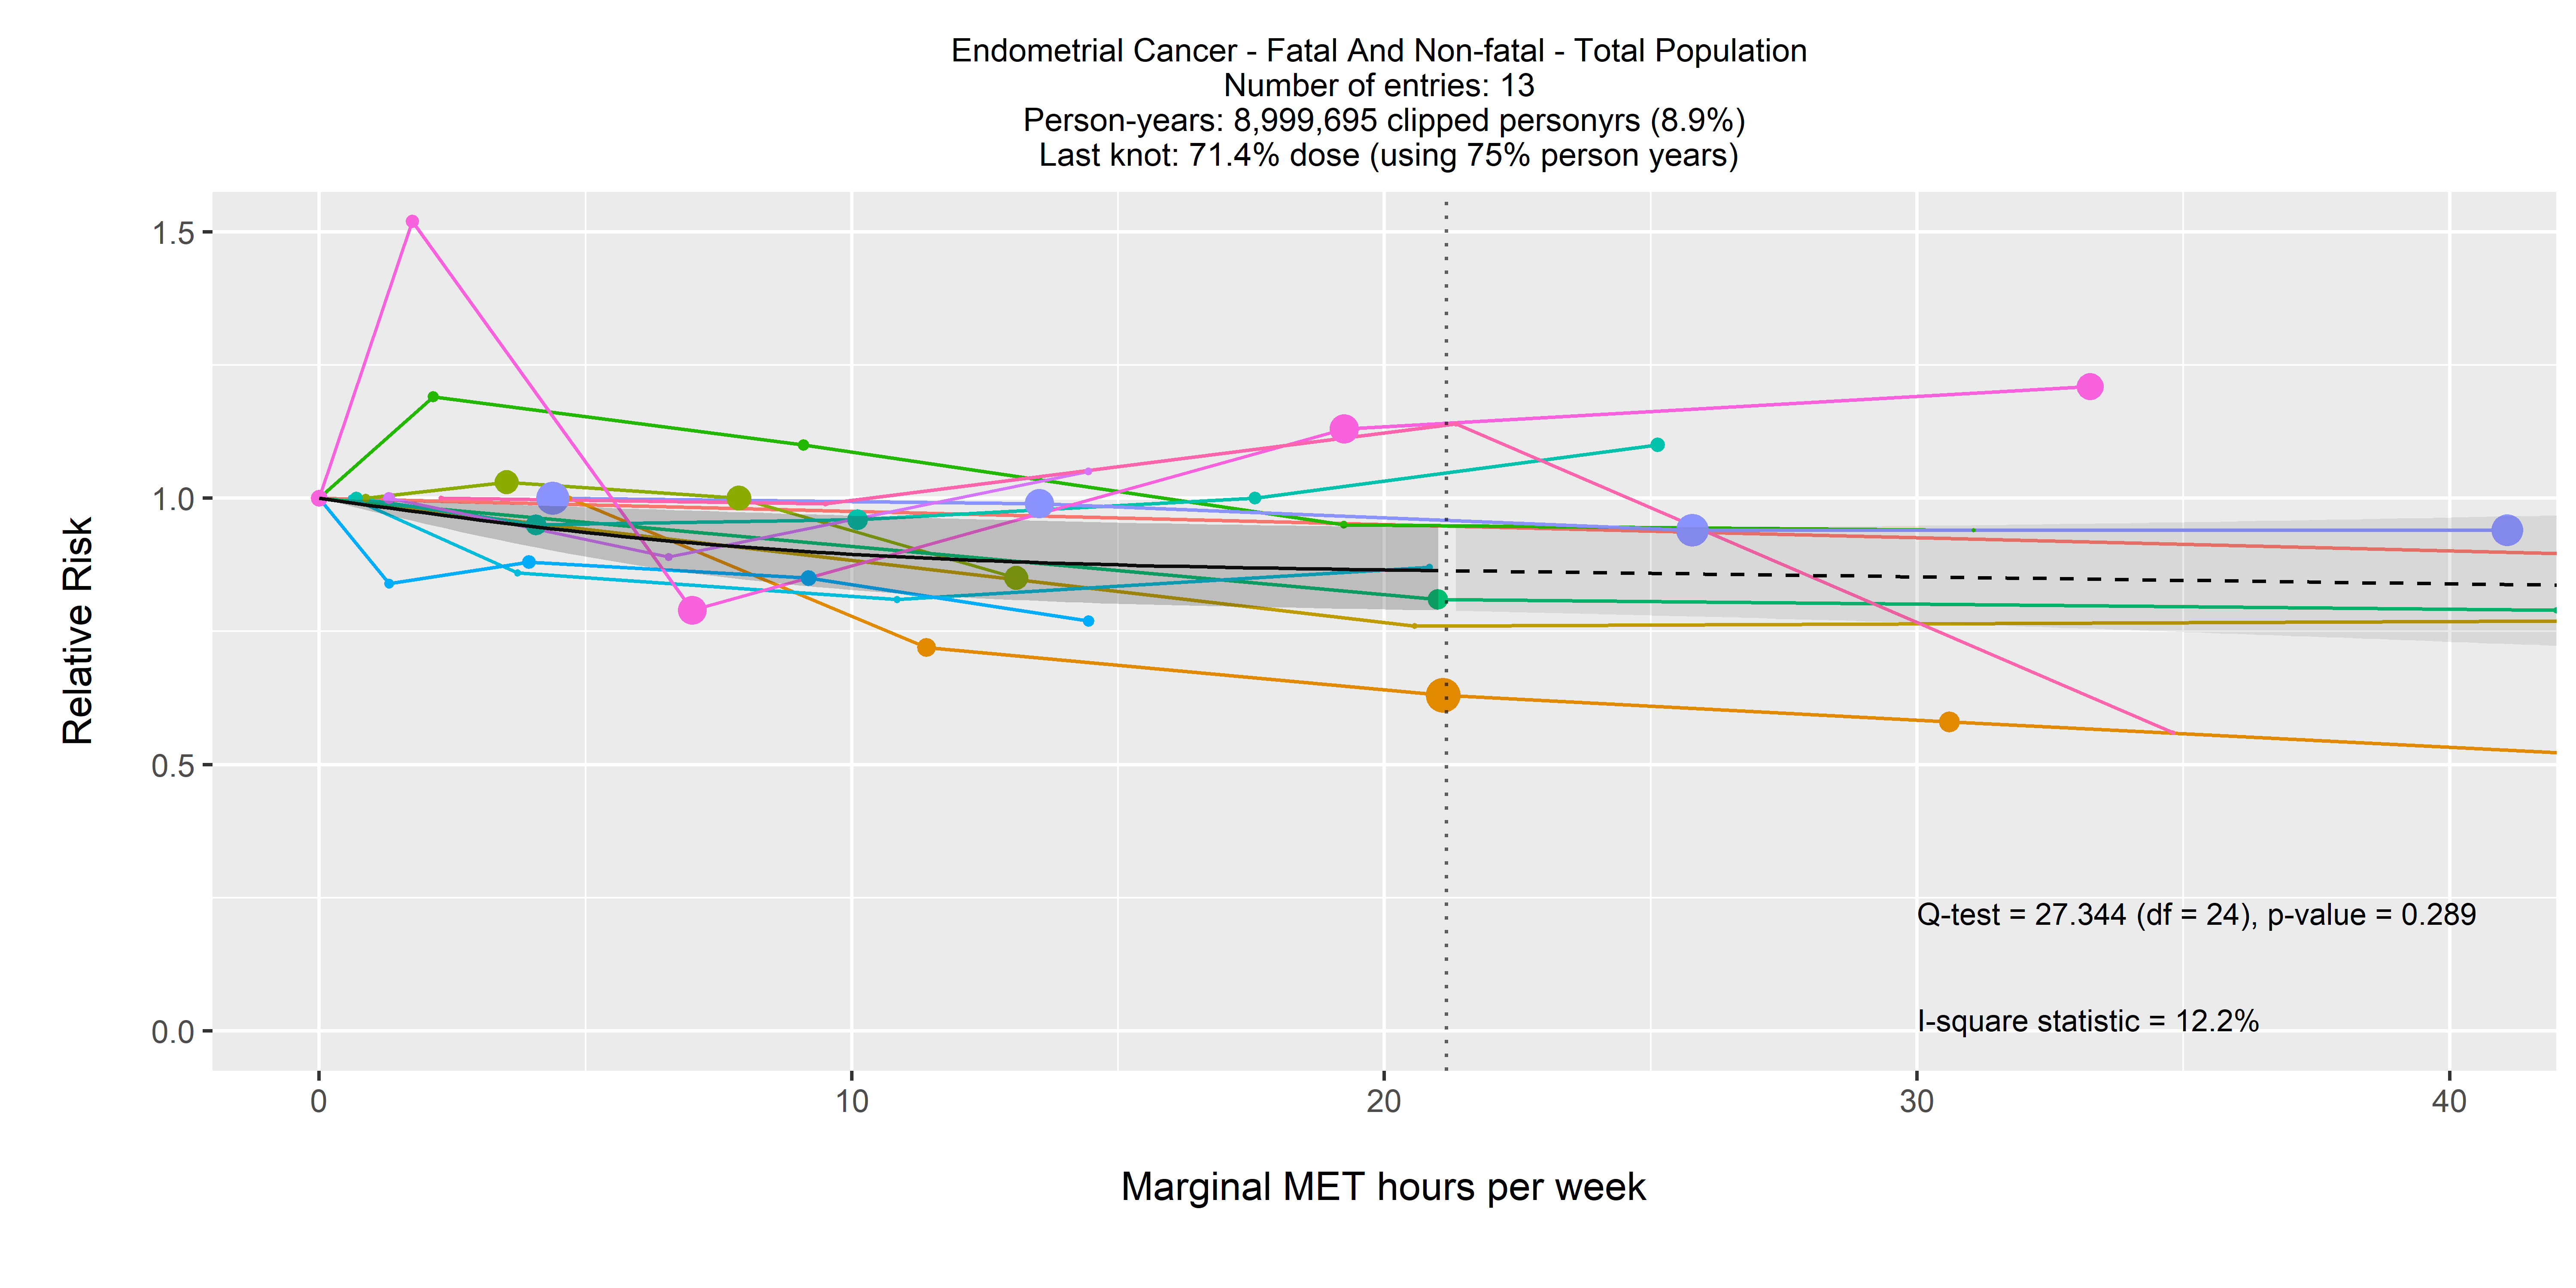 Endometrial Cancer - Fatal And Non-fatal - Total Population
Number of entries: 13
Person-years: 8,999,695 clipped personyrs (8.9%)
Last knot: 71.4% dose (using 75% person years)
Relative Risk
1.5
1.0
0.5
0.0
Q-test = 27.344 (df = 24), p-value = 0.289
I-square statistic = 12.2%
0 10 20 30 40
Marginal MET hours per week